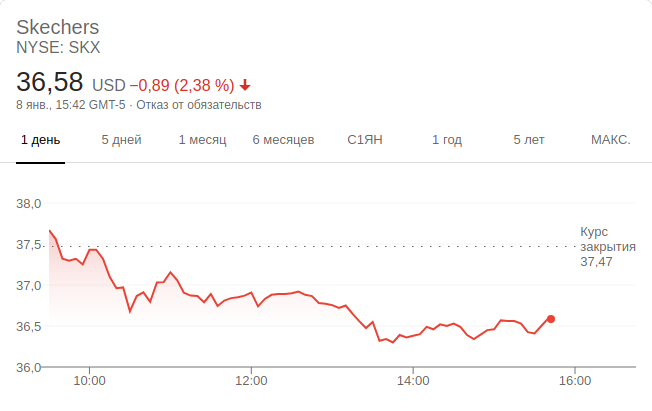 Skechers
NYSE: SKX
36,58 USD −0,89 (2,38 %)
8 янв., 15:42 GMT-5 · Отказ от обязательств
1 день 5 дней 1 месяц 6 месяцев С1ЯН 1 год 5 лет МАКС.
38,0
37,5
37,0
36,5
36,0
Курс
закрытия
37,47
10:00 12:00 14:00 16:00